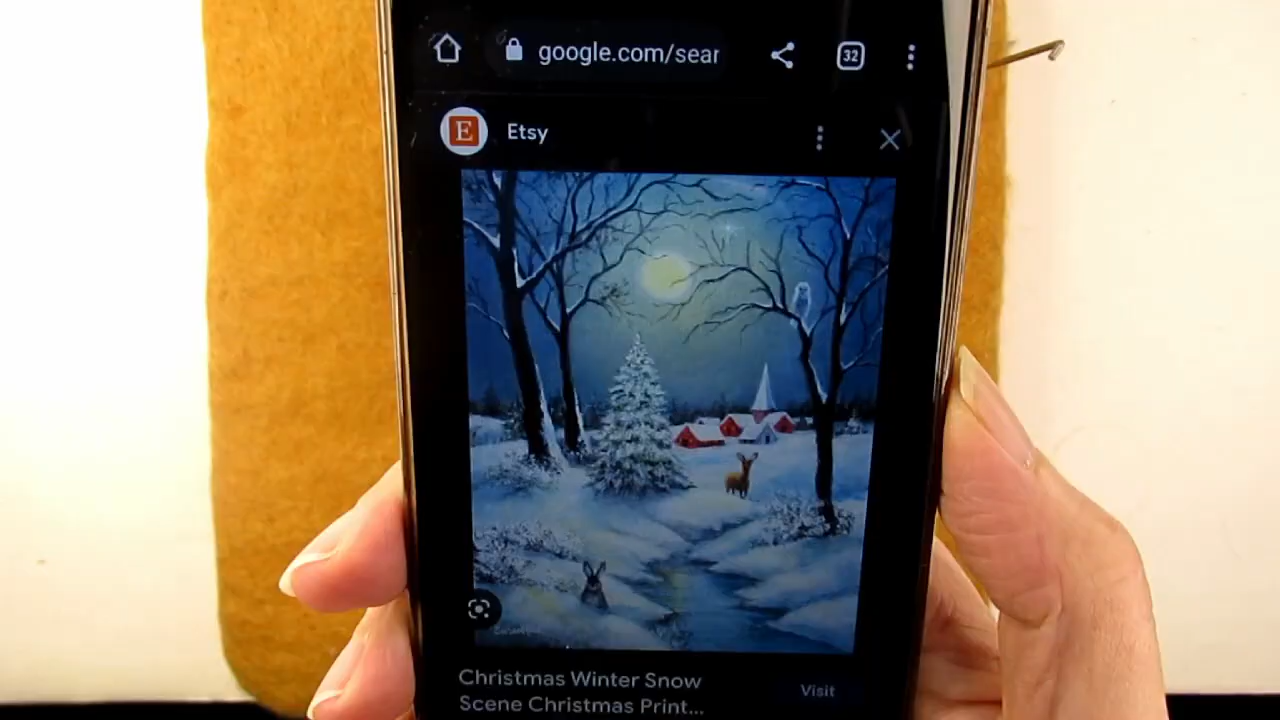 google.com/sear
32
E
Etsy
Christmas Winter Snow
Scene Christmas Print...
Visit